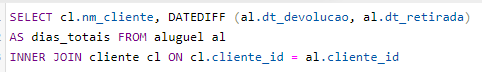 SELECT cl.nm_cliente, DATEDIFF (al.dt_devolucao, al.dt_retirada)
AS dias_totais FROM aluguel al
INNER JOIN cliente cl ON cl.cliente_id = al.cliente_id